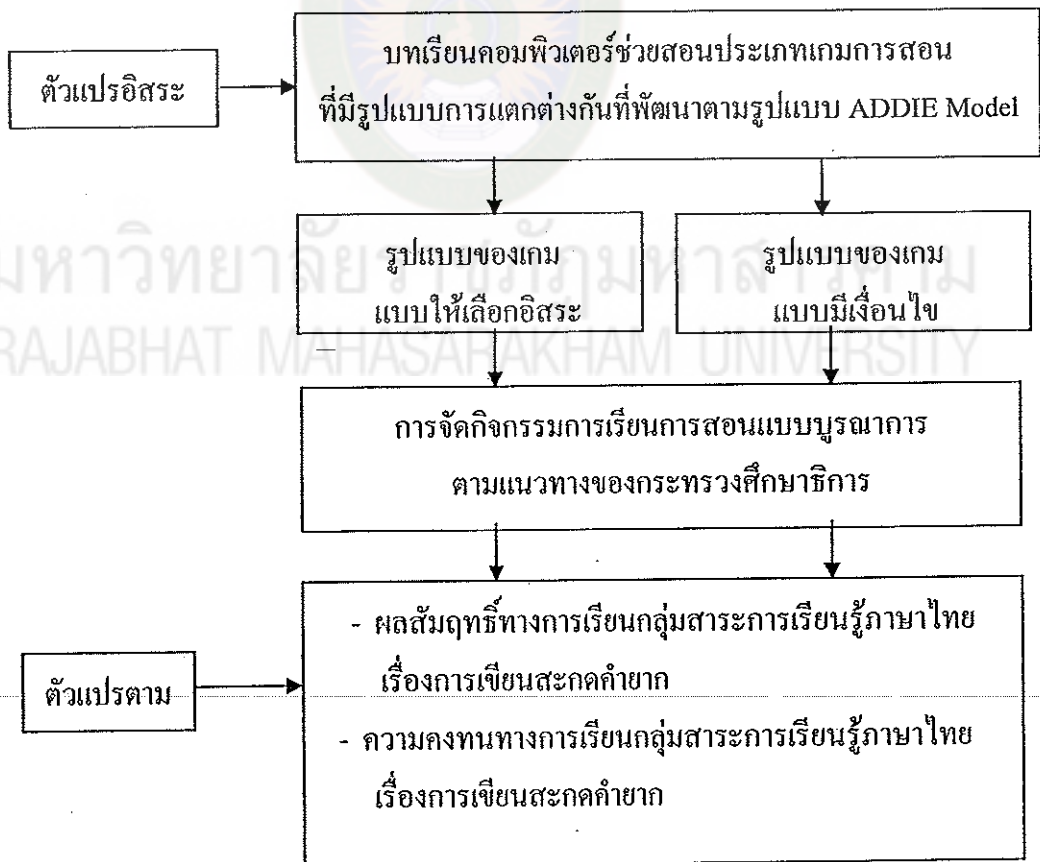 บทเรียนคอมพิวเตอร์ช่วยสอนประเภทเกมการสอน
ตัวแปรอิสระ
ที่มีรูปแบบการแตกต่างกันที่พัฒนาตามรูปแบบ ADDIE Model
รูปแบบของเกม
แบบให้เลือกอิสระ
รูปแบบของเกม
แบบมีเงื่อนไข
มหาวิทยาลัยราชภัฏมหาสารคาม
RAJABHAT MAHASARAKHAM UNIVERSITY
การจัดกิจกรรมการเรียนการสอนแบบบูรณาการ
ตามแนวทางของกระทรวงศึกษาธิการ
- ผลสัมฤทธิ์ทางการเรียนกลุ่มสาระการเรียนรู้ภาษาไทย
เรื่องการเขียนสะกดคำยาก
ตัวแปรตาม
- ความคงทนทางการเรียนกลุ่มสาระการเรียนรู้ภาษาไทย
เรื่องการเขียนสะกดคำยาก